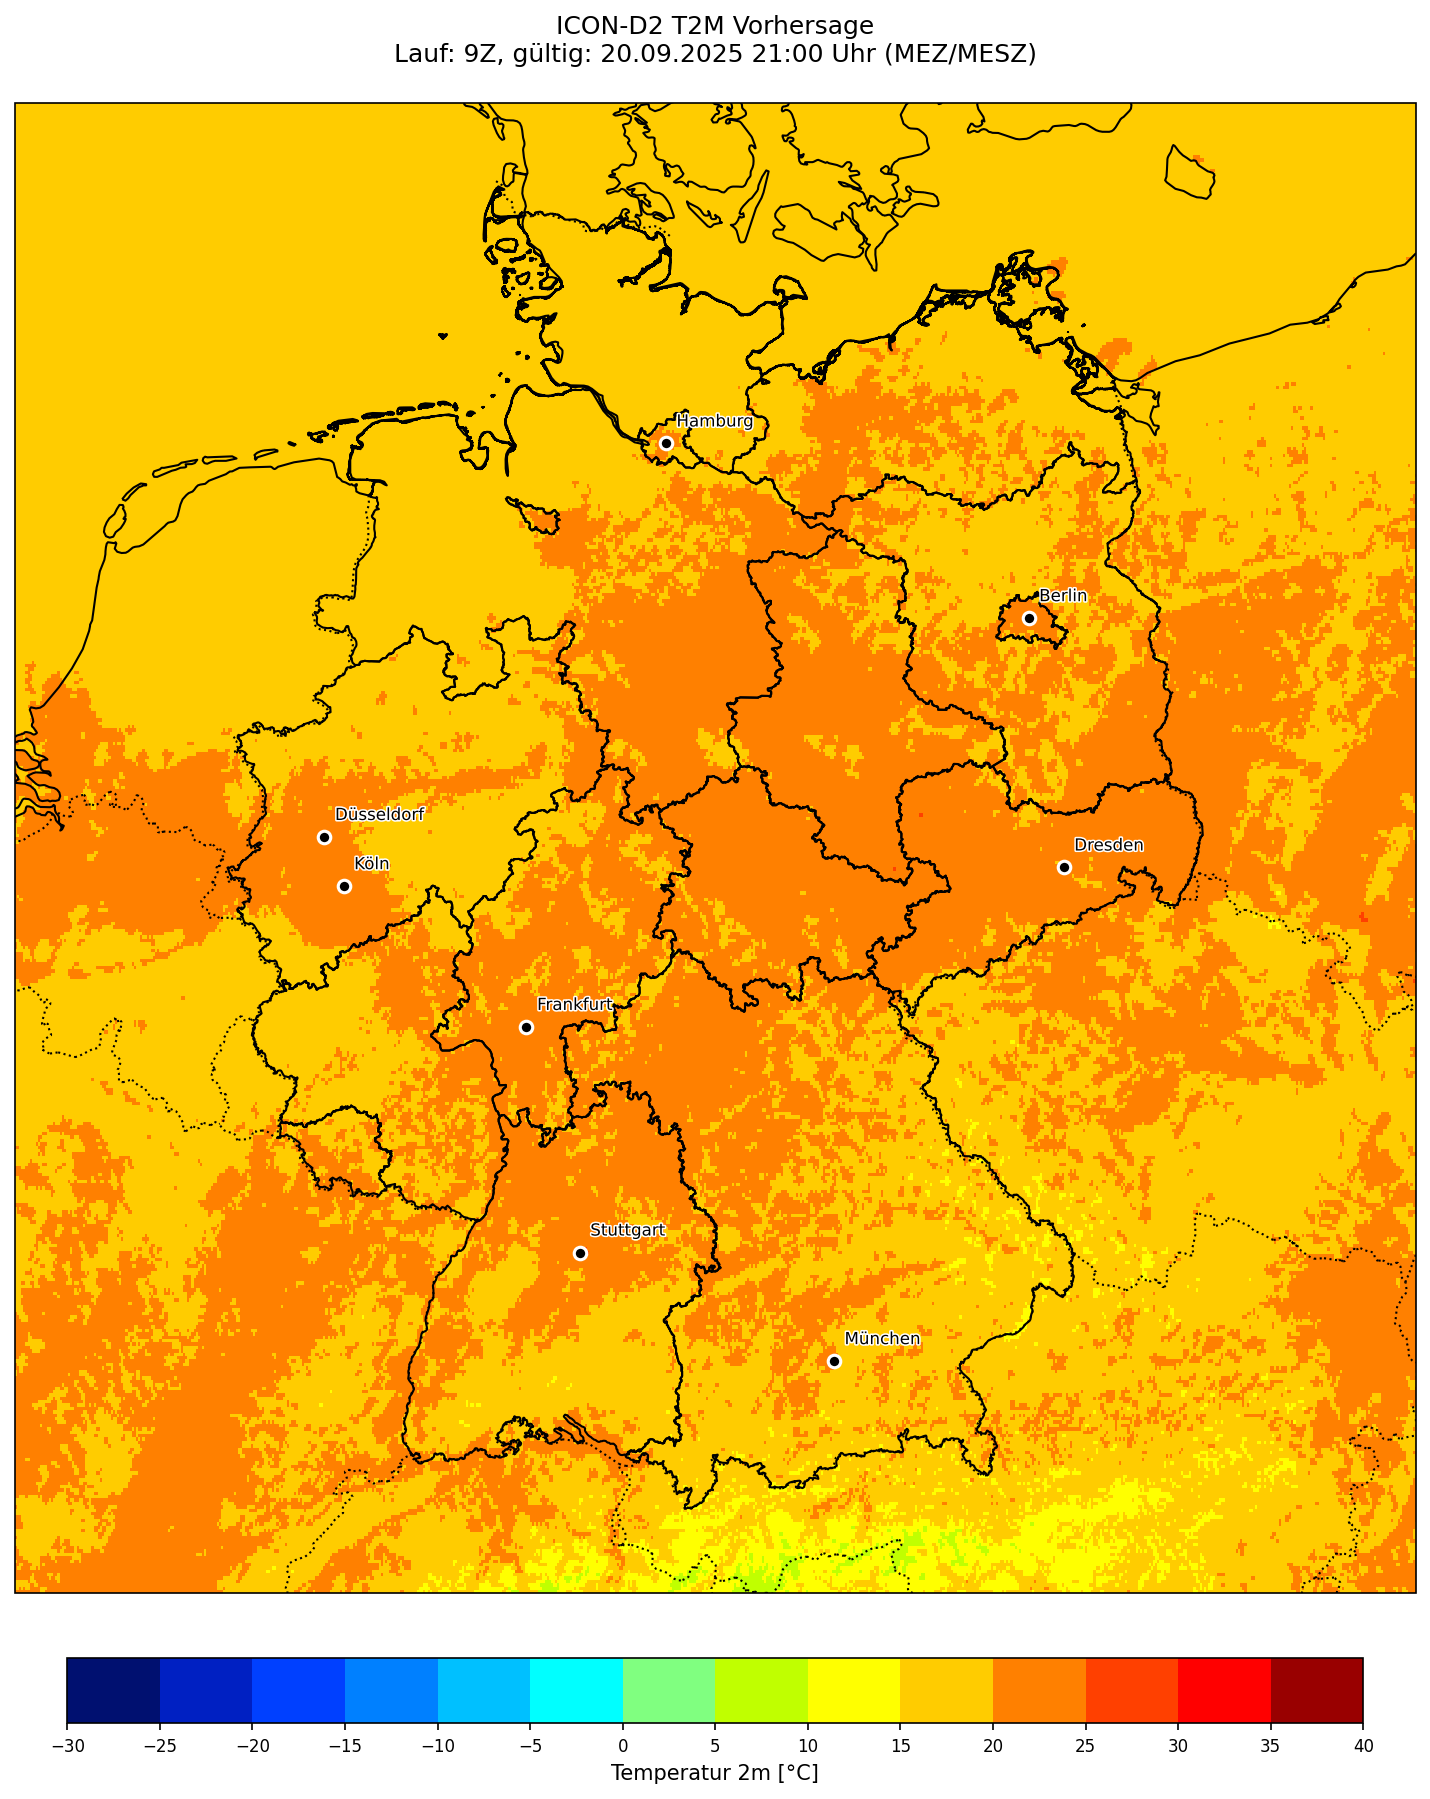 ICON-D2 T2M Vorhersage
Lauf: 9Z, gültig: 20.09.2025 21:00 Uhr (MEZ/MESZ)
Hamburg
Berlin
Düsseldorf
Köln
Dresden
Frankfurt
Stuttgart
München
−30 −25 −20 −15 −10 −5 0 5 10 15 20 25 30 35 40
Temperatur 2m [°C]